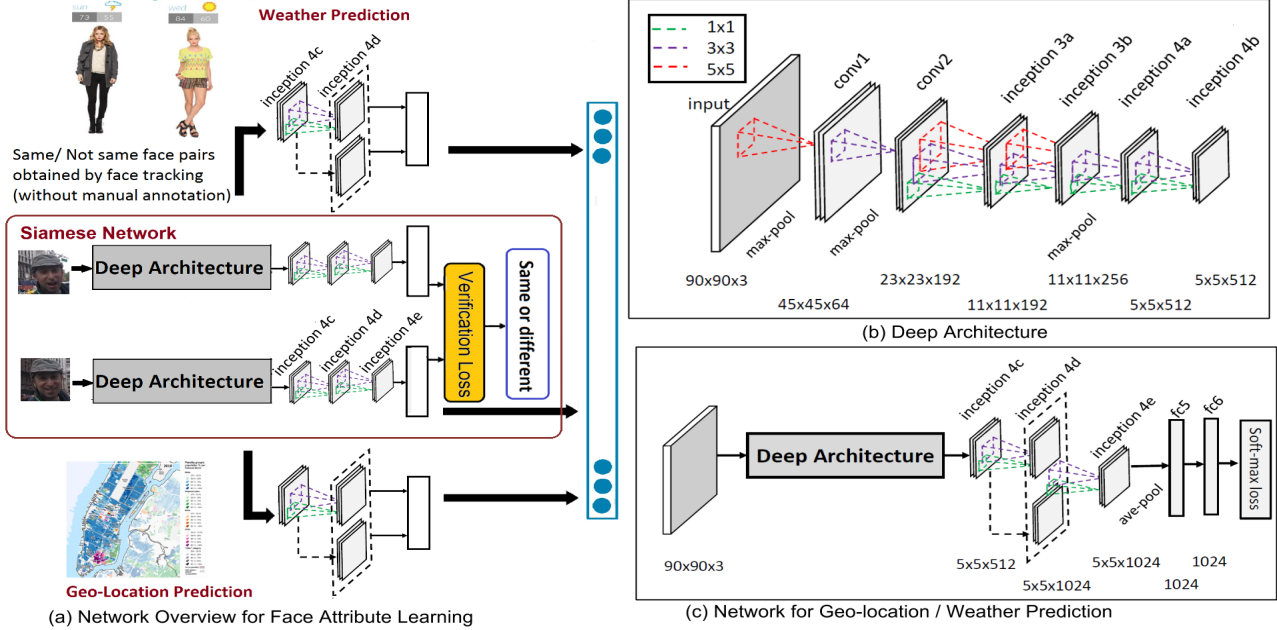 sun
wed
73 55
84 60
Weather Prediction
inception 4c
inception 4d
Same/ Not same face pairs
obtained by face tracking
(without manual annotation)
Siamese Network
Deep Architecture
Deep Architecture
inception 4c
inception 4d
inception 4e
Verification Loss
Same or different
Geo-Location Prediction
(a) Network Overview for Face Attribute Learning
1x1
3x3
5x5
input
conv1
conv2
inception 3a
inception 3b
inception 4a
inception 4b
max-pool
max-pool
max-pool
90x90x3
45x45x64
23x23x192
11x11x192
11x11x256
5x5x512
5x5x512
(b) Deep Architecture
Deep Architecture
inception 4c
inception 4d
inception 4e
ave-pool
fc5
fc6
Soft-max loss
90x90x3
5x5x512
5x5x1024
5x5x1024
1024
1024
(c) Network for Geo-location / Weather Prediction